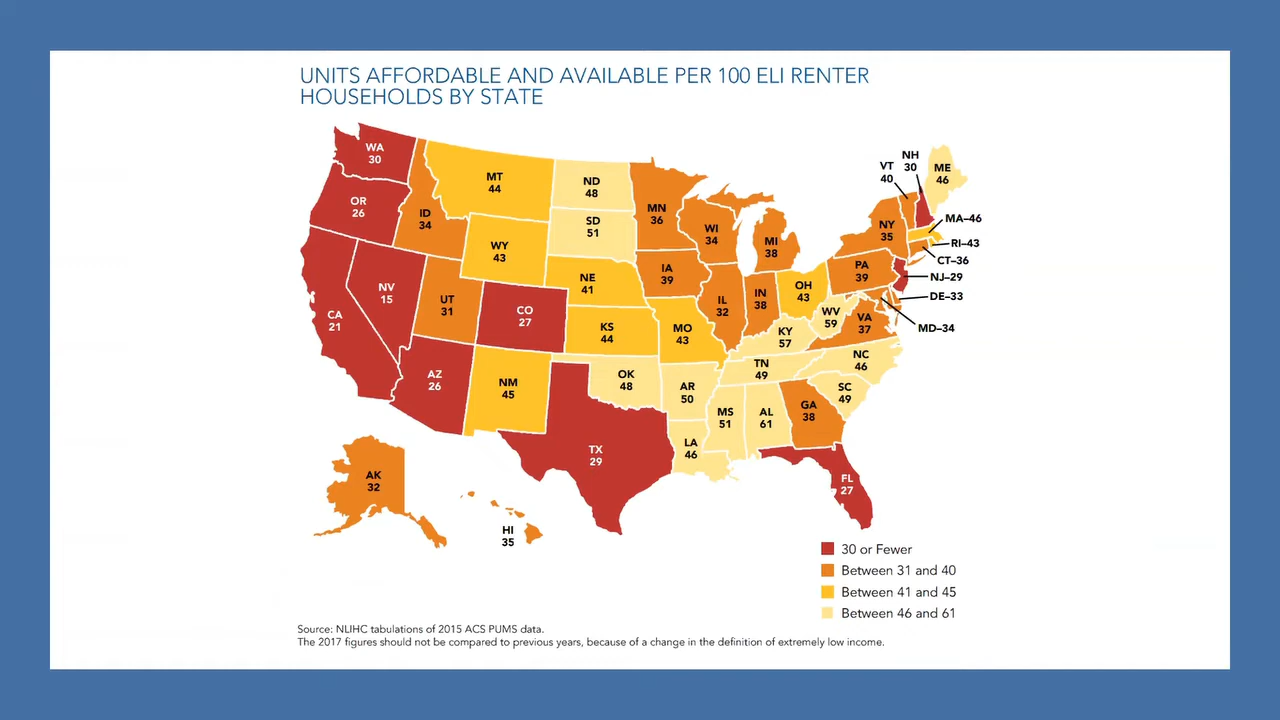 UNITS AFFORDABLE AND AVAILABLE PER 100 ELI RENTER
HOUSEHOLDS BY STATE
WA
30
OR
26
CA
21
NV
15
ID
34
MT
44
WY
43
UT
31
CO
27
AZ
26
NM
45
ND
48
SD
51
NE
41
KS
44
OK
48
TX
29
MN
36
IA
39
MO
43
AR
50
LA
46
WI
34
IL
32
MI
38
IN
38
OH
43
KY
57
TN
49
MS
51
AL
61
GA
38
FL
27
SC
49
NC
46
VA
37
WV
59
PA
39
NY
35
VT
40
NH
30
ME
46
MA–46
RI–43
CT–36
NJ–29
DE–33
MD–34
AK
32
HI
35
30 or Fewer
Between 31 and 40
Between 41 and 45
Between 46 and 61
Source: NLIHC tabulations of 2015 ACS PUMS data.
The 2017 figures should not be compared to previous years, because of a change in the definition of extremely low income.